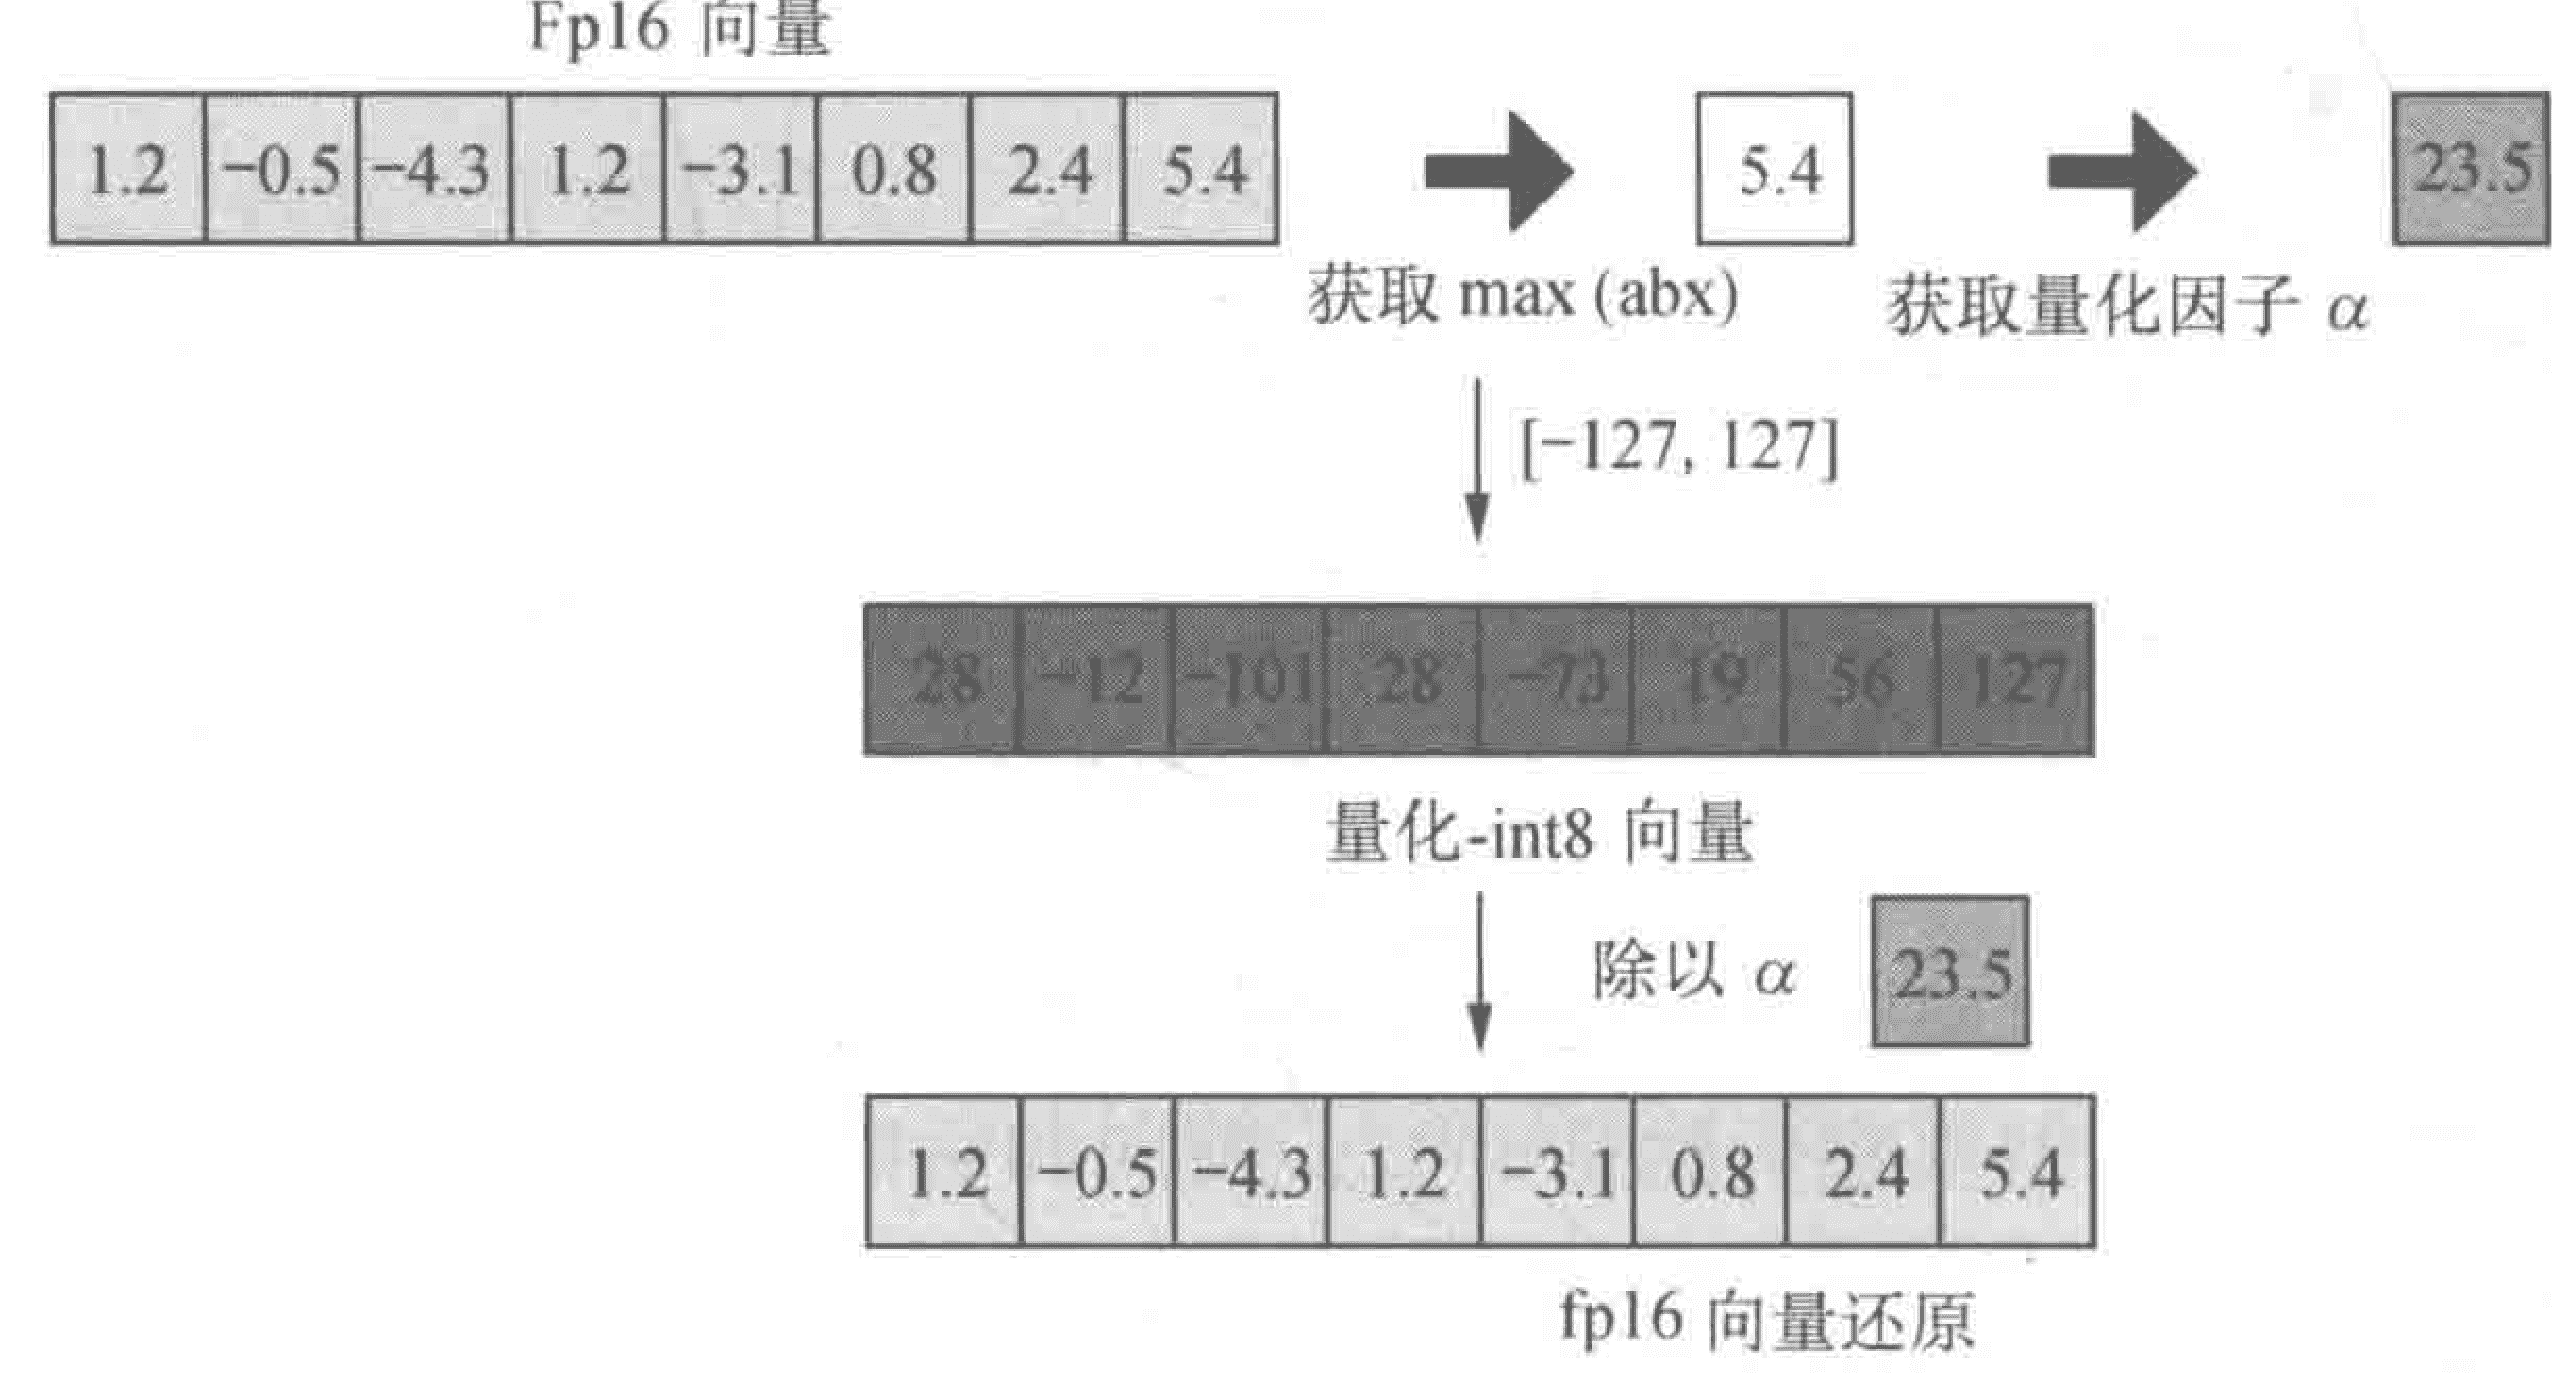 Fp16 向量
1.2 −0.5 −4.3 1.2 −3.1 0.8 2.4 5.4
5.4
23.5
获取 max (abx)
获取量化因子 α
[−127, 127]
28 −12 −101 28 −73 19 56 127
量化-int8 向量
除以 α
23.5
1.2 −0.5 −4.3 1.2 −3.1 0.8 2.4 5.4
fp16 向量还原